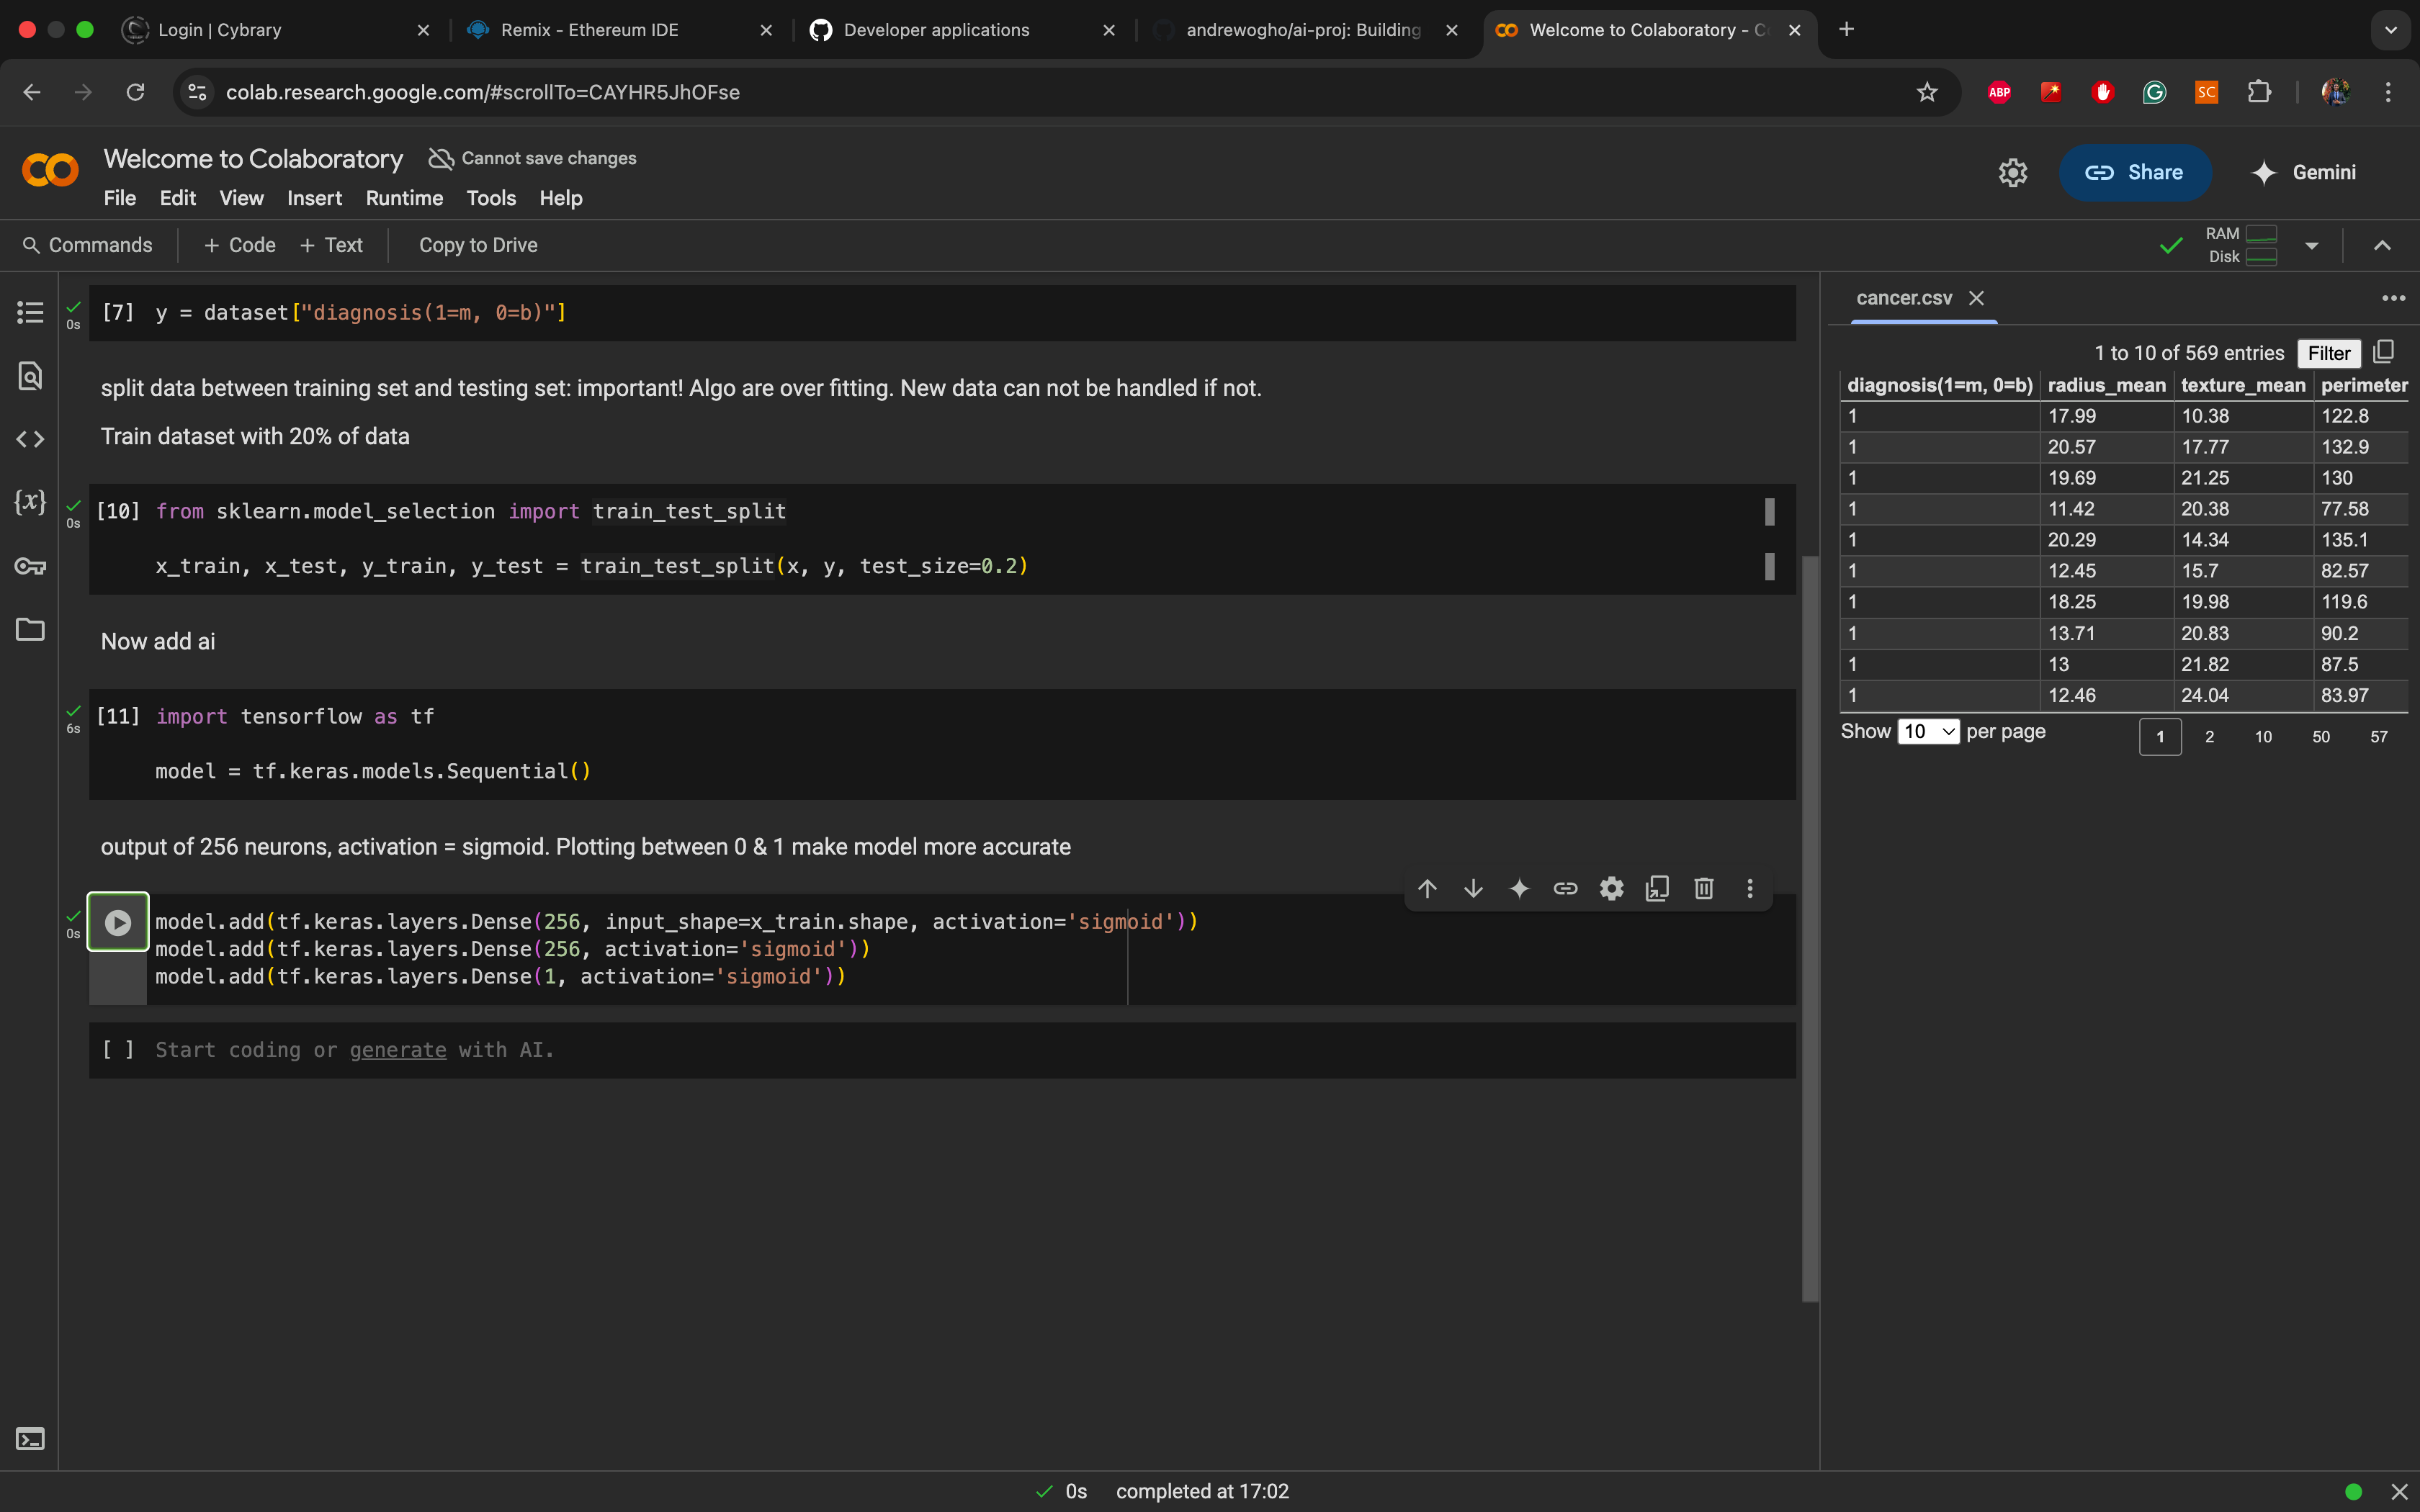 Login | Cybrary
Remix - Ethereum IDE
Developer applications
andrewogho/ai-proj: Building
Welcome to Colaboratory - Co
colab.research.google.com/#scrollTo=CAYHR5JhOFse
ABP
SC
Welcome to Colaboratory
Cannot save changes
Share
Gemini
File Edit View Insert Runtime Tools Help
Commands + Code + Text Copy to Drive
RAM
Disk
0s
[7] y = dataset["diagnosis(1=m, 0=b)"]
split data between training set and testing set: important! Algo are over fitting. New data can not be handled if not.
Train dataset with 20% of data
0s
[10] from sklearn.model_selection import train_test_split
x_train, x_test, y_train, y_test = train_test_split(x, y, test_size=0.2)
Now add ai
6s
[11] import tensorflow as tf
model = tf.keras.models.Sequential()
output of 256 neurons, activation = sigmoid. Plotting between 0 & 1 make model more accurate
0s
model.add(tf.keras.layers.Dense(256, input_shape=x_train.shape, activation='sigmoid'))
model.add(tf.keras.layers.Dense(256, activation='sigmoid'))
model.add(tf.keras.layers.Dense(1, activation='sigmoid'))
[ ] Start coding or generate with AI.
cancer.csv
1 to 10 of 569 entries Filter
diagnosis(1=m, 0=b) radius_mean texture_mean perimeter
1 17.99 10.38 122.8
1 20.57 17.77 132.9
1 19.69 21.25 130
1 11.42 20.38 77.58
1 20.29 14.34 135.1
1 12.45 15.7 82.57
1 18.25 19.98 119.6
1 13.71 20.83 90.2
1 13 21.82 87.5
1 12.46 24.04 83.97
Show 10 per page 1 2 10 50 57
0s completed at 17:02